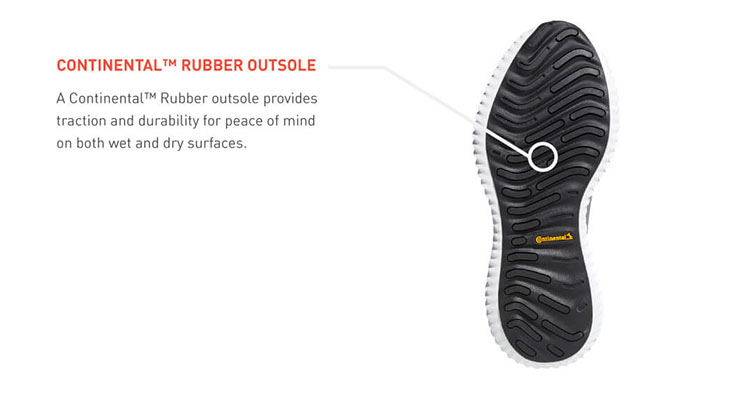 CONTINENTAL™ RUBBER OUTSOLE
A Continental™ Rubber outsole provides
traction and durability for peace of mind
on both wet and dry surfaces.
Continental